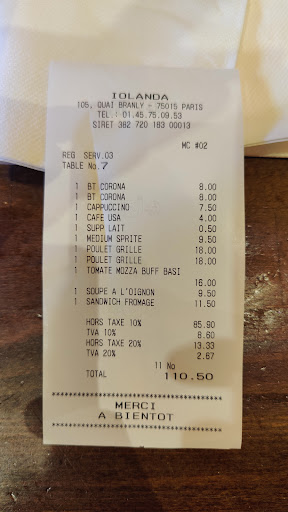 IOLANDA
105, QUAI BRANLY - 75015 PARIS
TEL.: 01.45.75.09.53
SIRET 382 720 183 00013
MC #02
REG SERV.03
TABLE No.7
1 BT CORONA 8.00
1 BT CORONA 8.00
1 CAPPUCCINO 7.50
1 CAFE USA 4.00
1 SUPP LAIT 0.50
1 MEDIUM SPRITE 9.50
1 POULET GRILLE 18.00
1 POULET GRILLE 18.00
1 TOMATE MOZZA BUFF BASI
16.00
1 SOUPE A L'OIGNON 9.50
1 SANDWICH FROMAGE 11.50
HORS TAXE 10% 85.90
TVA 10% 8.60
HORS TAXE 20% 13.33
TVA 20% 2.67
11 No
TOTAL 110.50
********************************
MERCI
A BIENTOT
********************************